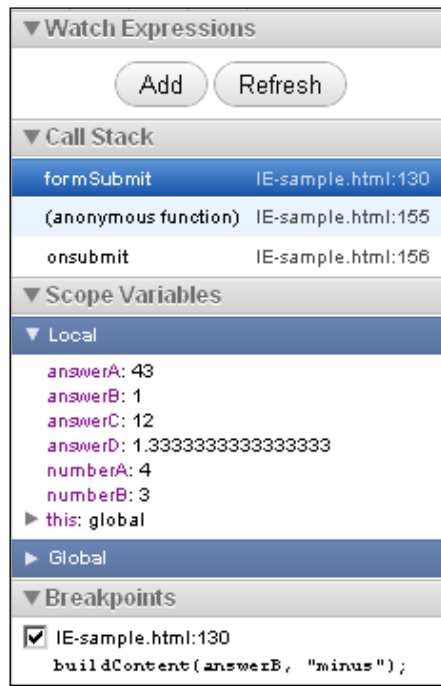 Watch Expressions
Add Refresh
Call Stack
formSubmit IE-sample.html:130
(anonymous function) IE-sample.html:155
onsubmit IE-sample.html:156
Scope Variables
Local
answerA: 43
answerB: 1
answerC: 12
answerD: 1.3333333333333333
numberA: 4
numberB: 3
this: global
Global
Breakpoints
IE-sample.html:130
buildContent(answerB, "minus");